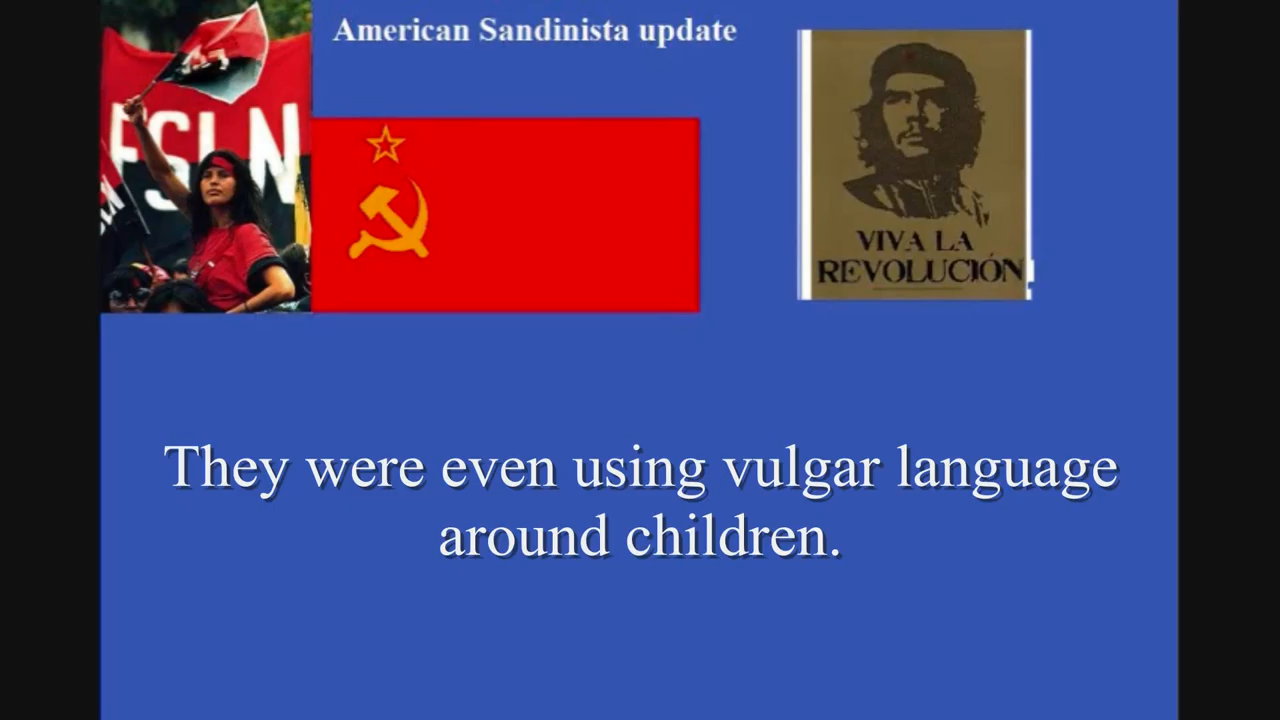 American Sandinista update
FSLN
VIVA LA
REVOLUCIÓN
They were even using vulgar language
around children.